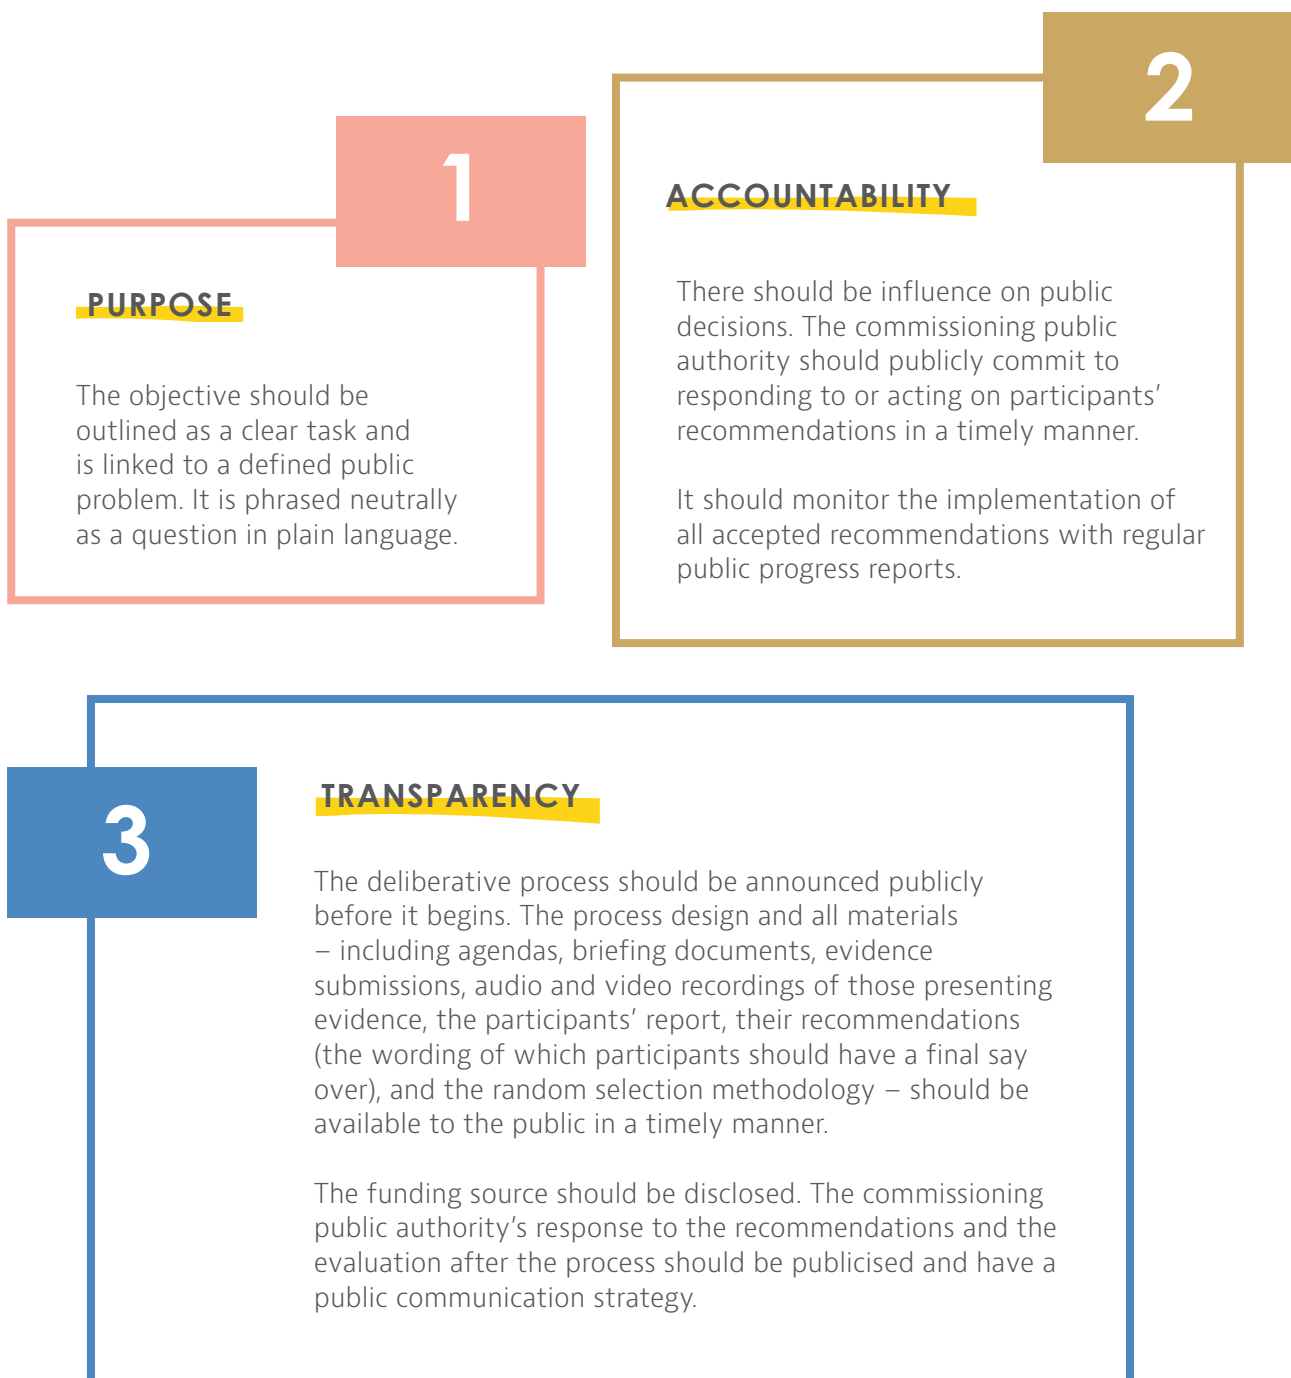 1
PURPOSE
The objective should be
outlined as a clear task and
is linked to a defined public
problem. It is phrased neutrally
as a question in plain language.
2
ACCOUNTABILITY
There should be influence on public
decisions. The commissioning public
authority should publicly commit to
responding to or acting on participants’
recommendations in a timely manner.
It should monitor the implementation of
all accepted recommendations with regular
public progress reports.
3
TRANSPARENCY
The deliberative process should be announced publicly
before it begins. The process design and all materials
– including agendas, briefing documents, evidence
submissions, audio and video recordings of those presenting
evidence, the participants’ report, their recommendations
(the wording of which participants should have a final say
over), and the random selection methodology – should be
available to the public in a timely manner.
The funding source should be disclosed. The commissioning
public authority’s response to the recommendations and the
evaluation after the process should be publicised and have a
public communication strategy.